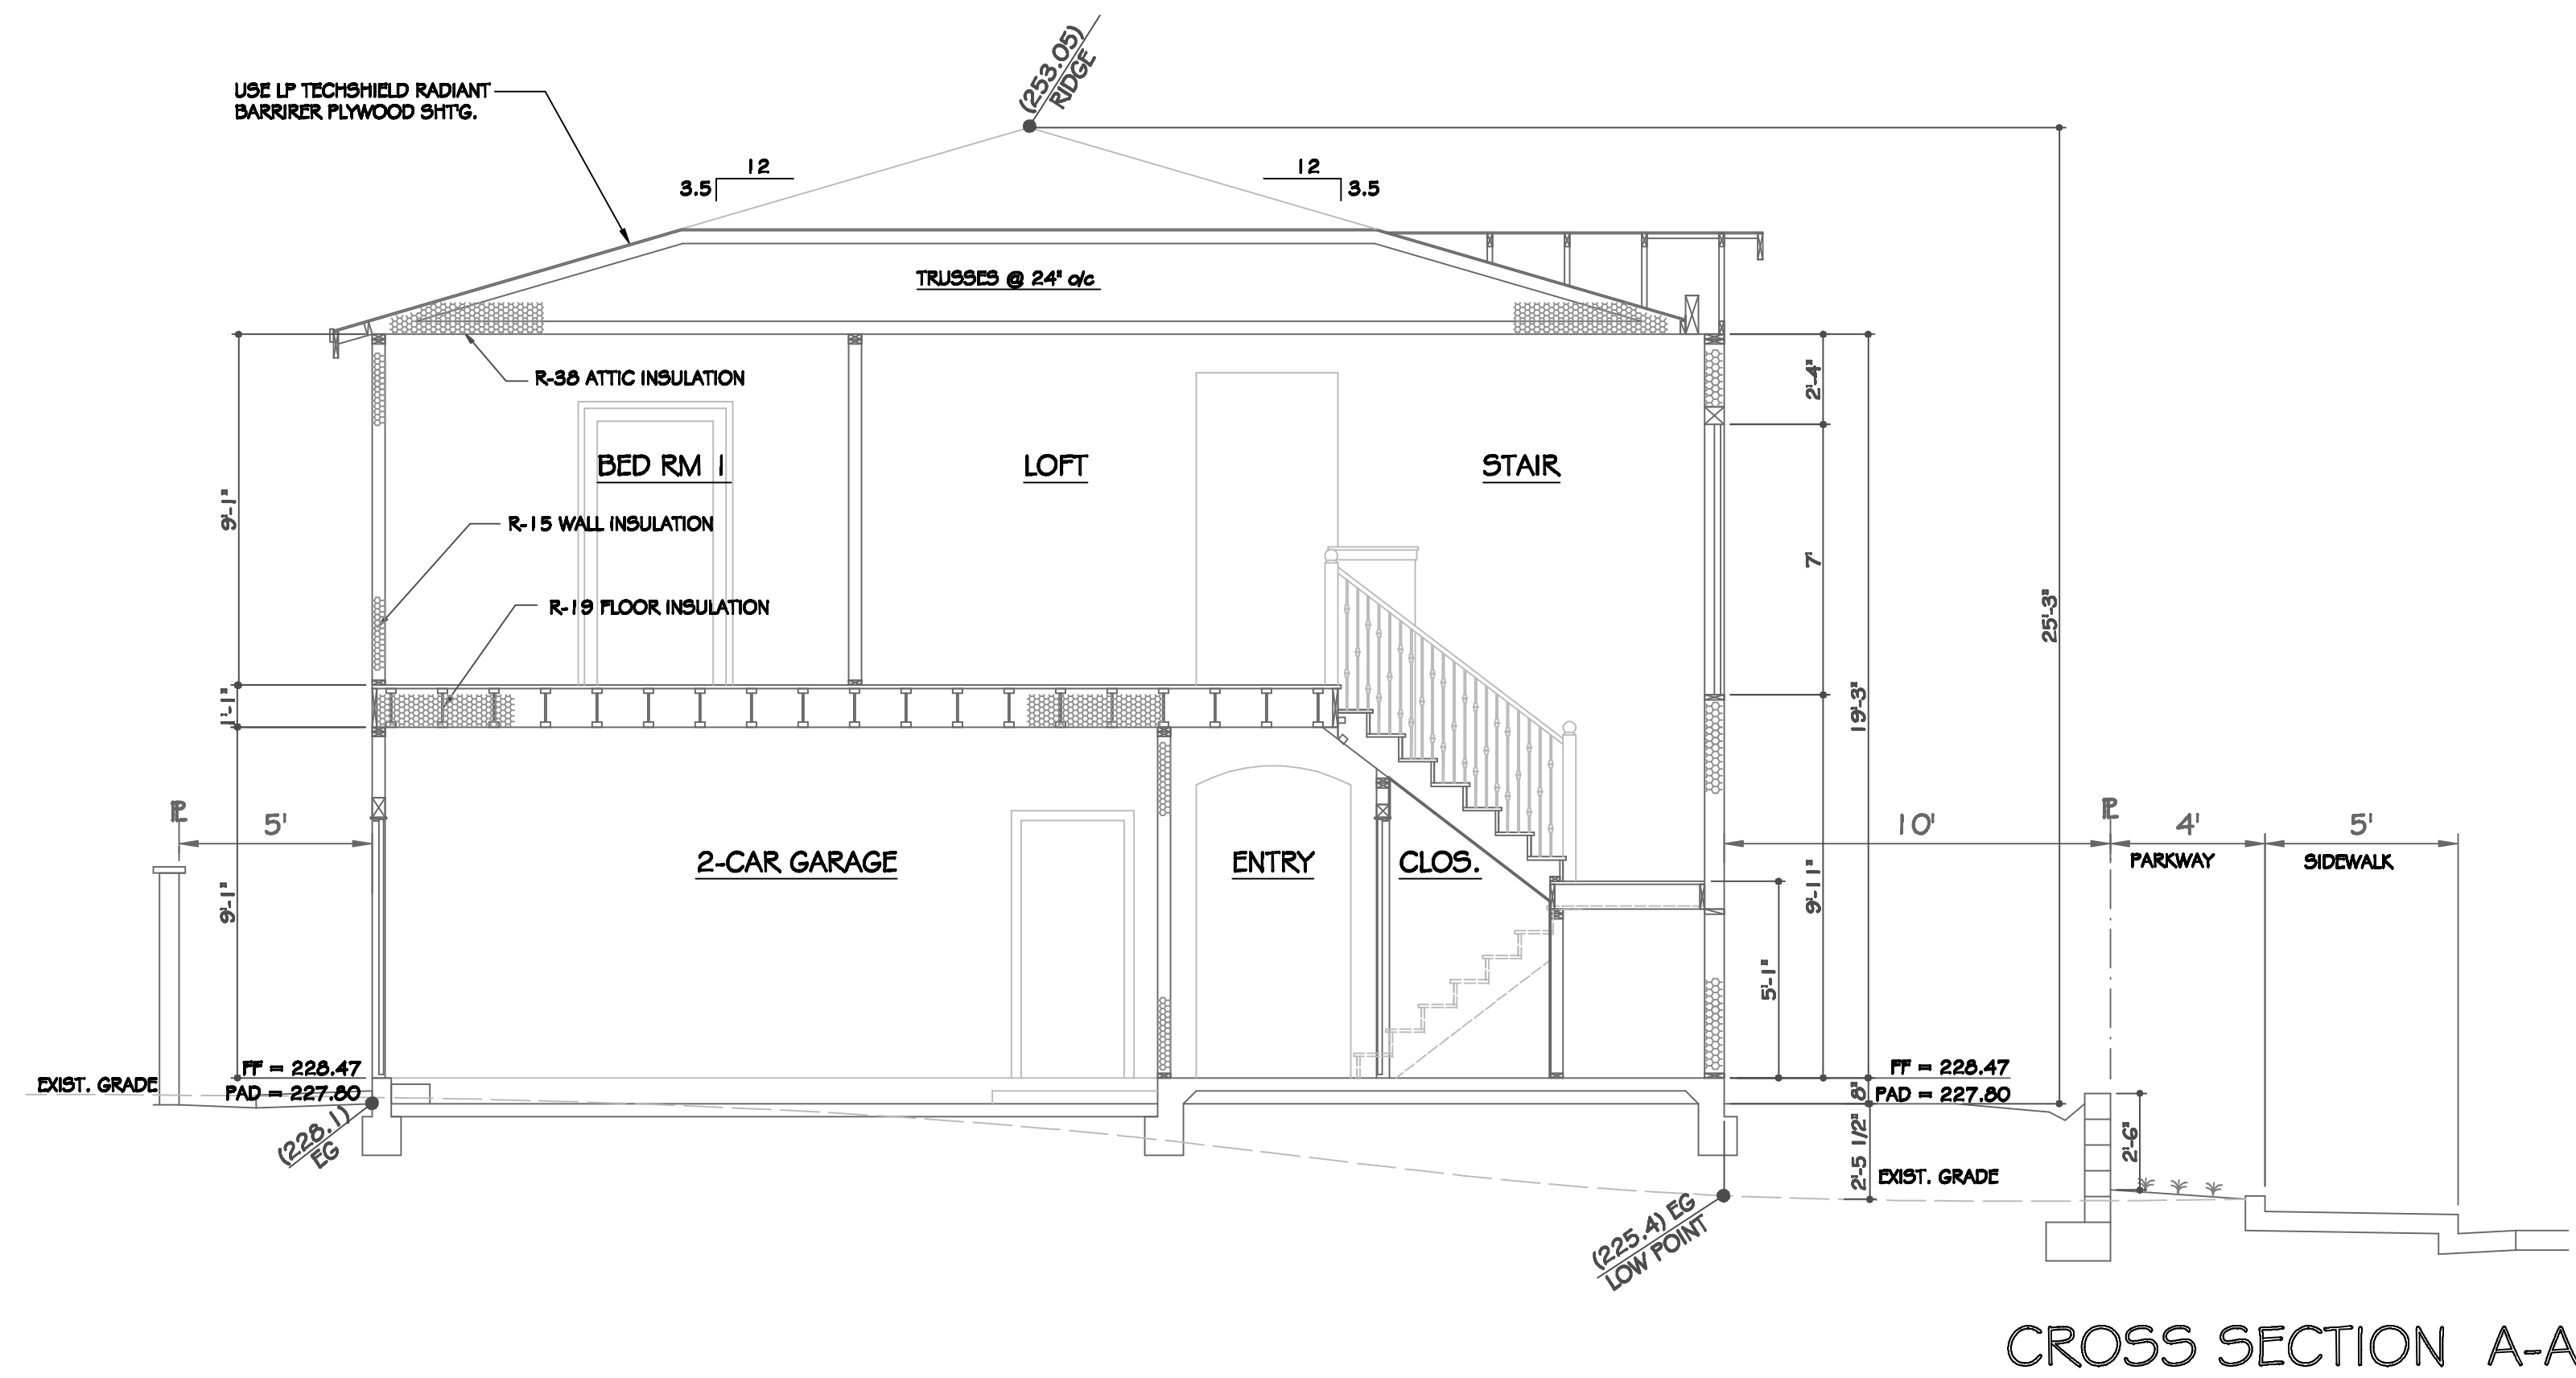 (253.05)
RIDGE
USE LP TECHSHIELD RADIANT
BARRIRER PLYWOOD SHT'G.
12
3.5
12
3.5
TRUSSES @ 24" o/c
R-38 ATTIC INSULATION
2'-4"
BED RM 1
LOFT
STAIR
9'-1"
R-15 WALL INSULATION
7'
R-19 FLOOR INSULATION
25'-3"
1'-1"
19'-3"
PL
5'
PL
10'
4'
5'
2-CAR GARAGE
ENTRY
CLOS.
PARKWAY
SIDEWALK
9'-1"
9'-11"
5'-1"
FF = 228.47
FF = 228.47
EXIST. GRADE
PAD = 227.80
8"
PAD = 227.80
(228.1)
EG
2'-5 1/2"
2'-6"
EXIST. GRADE
(225.4) EG
LOW POINT
CROSS SECTION A-A